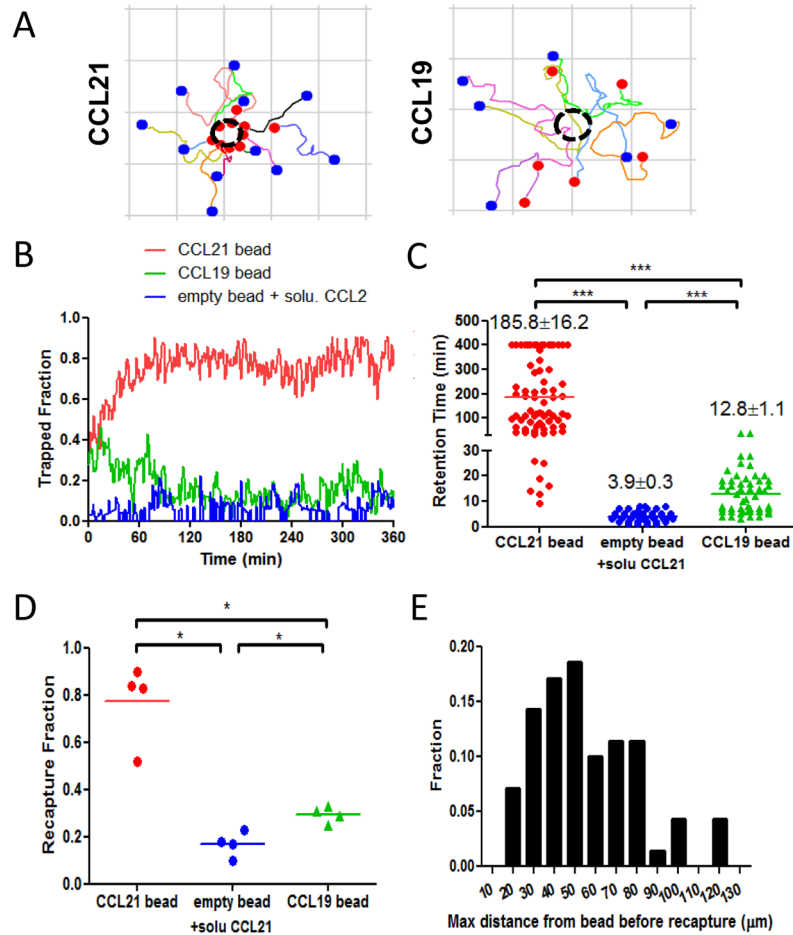 A
CCL21
CCL19
B
CCL21 bead
CCL19 bead
empty bead + solu. CCL2
Trapped Fraction
1.0
0.8
0.6
0.4
0.2
0.0
0
60
120
180
240
300
360
Time (min)
C
***
*** ***
Retention Time (min)
500
400
300
200
100
30
20
10
0
185.8±16.2
3.9±0.3
12.8±1.1
CCL21 bead
empty bead
+solu CCL21
CCL19 bead
D
*
* *
Recapture Fraction
1.0
0.8
0.6
0.4
0.2
0.0
CCL21 bead
empty bead
+solu CCL21
CCL19 bead
E
Fraction
0.20
0.15
0.10
0.05
0.00
10
20
30
40
50
60
70
80
90
100
110
120
130
Max distance from bead before recapture (μm)